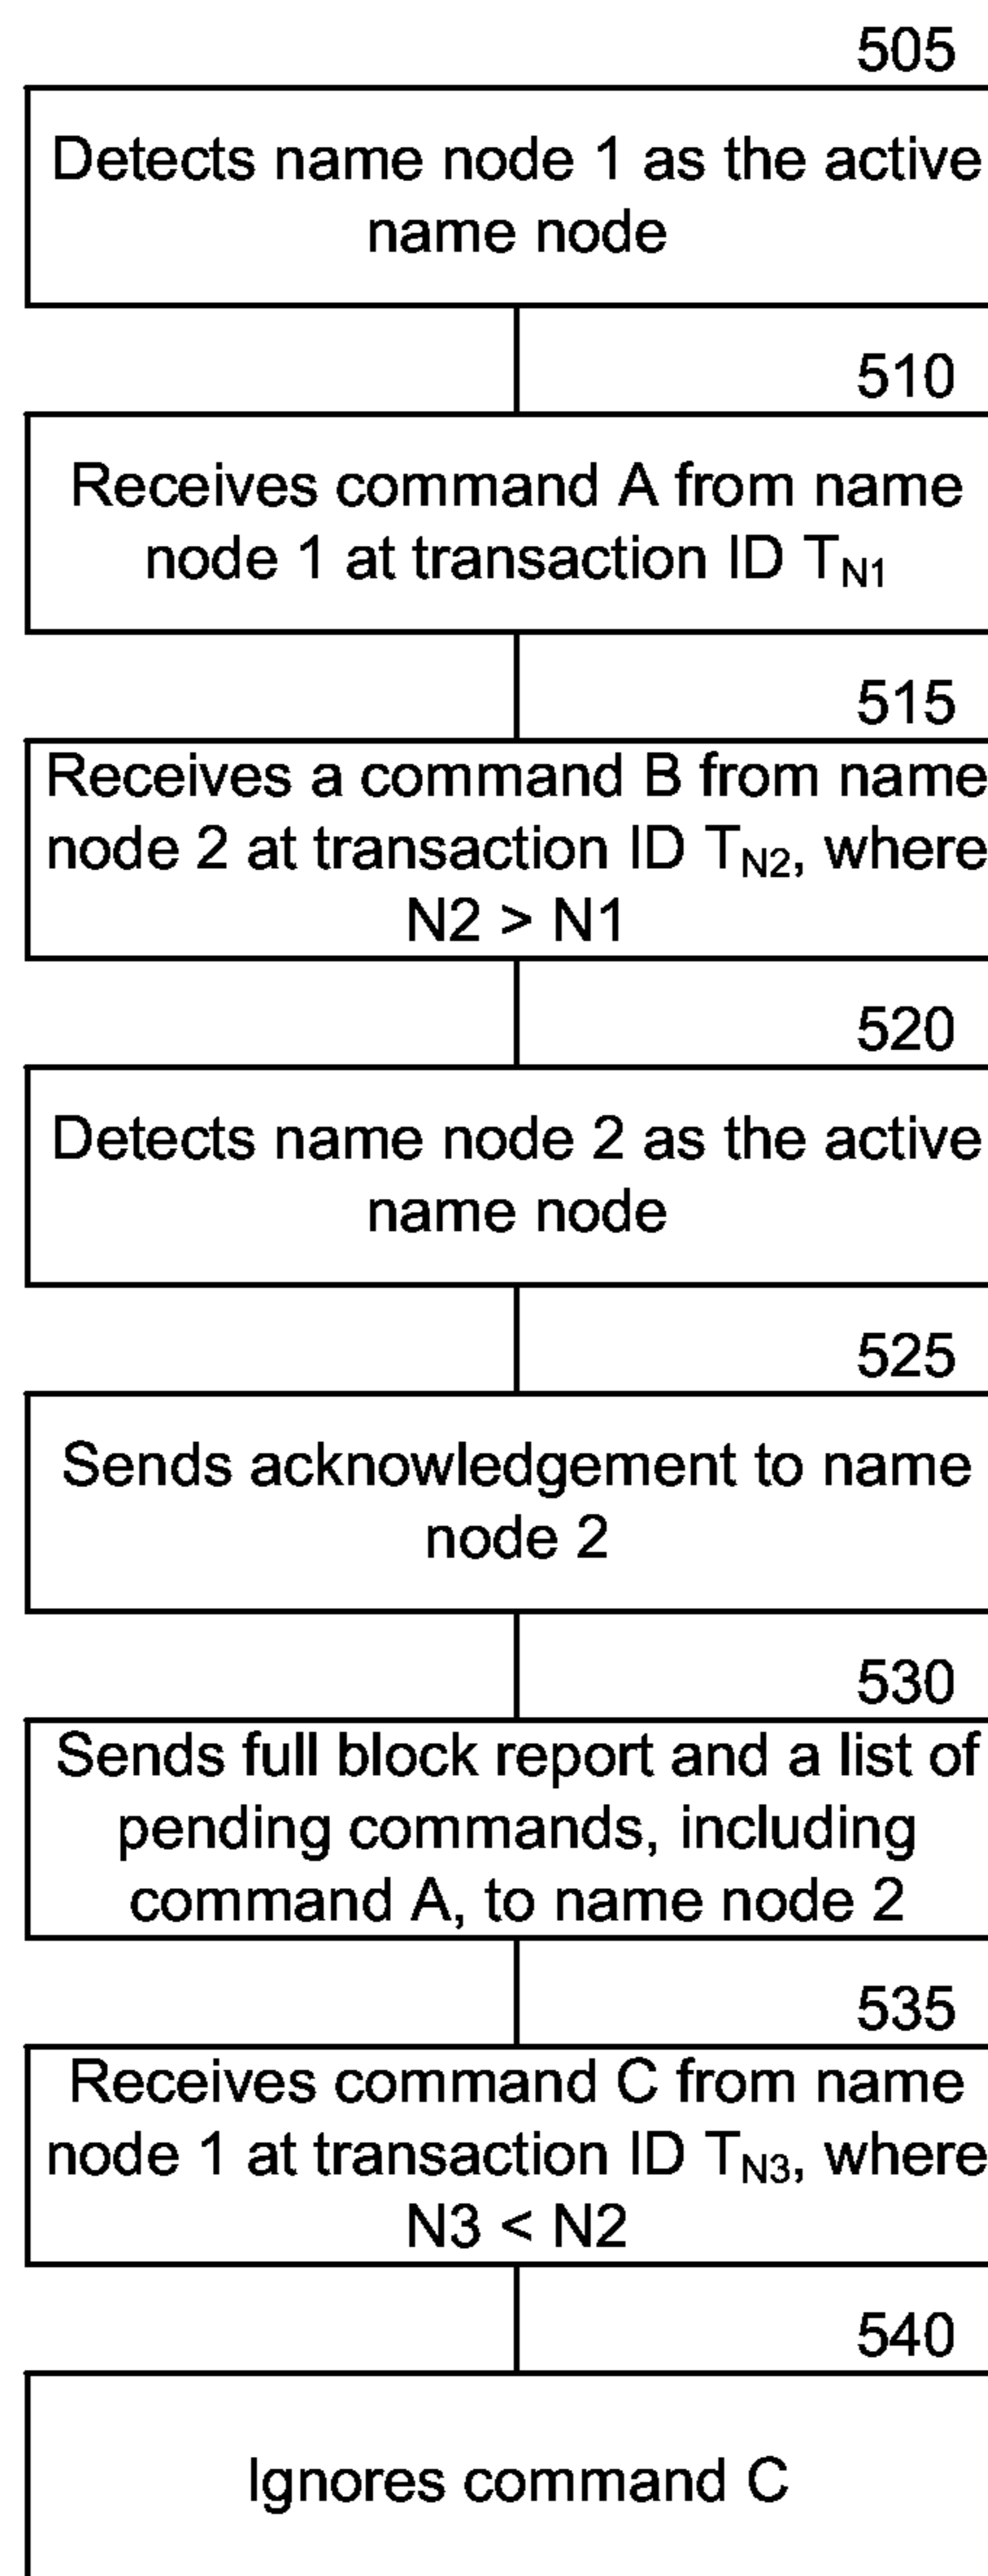 505
Detects name node 1 as the active
name node
510
Receives command A from name
node 1 at transaction ID T_N1
515
Receives a command B from name
node 2 at transaction ID T_N2, where
N2 > N1
520
Detects name node 2 as the active
name node
525
Sends acknowledgement to name
node 2
530
Sends full block report and a list of
pending commands, including
command A, to name node 2
535
Receives command C from name
node 1 at transaction ID T_N3, where
N3 < N2
540
Ignores command C